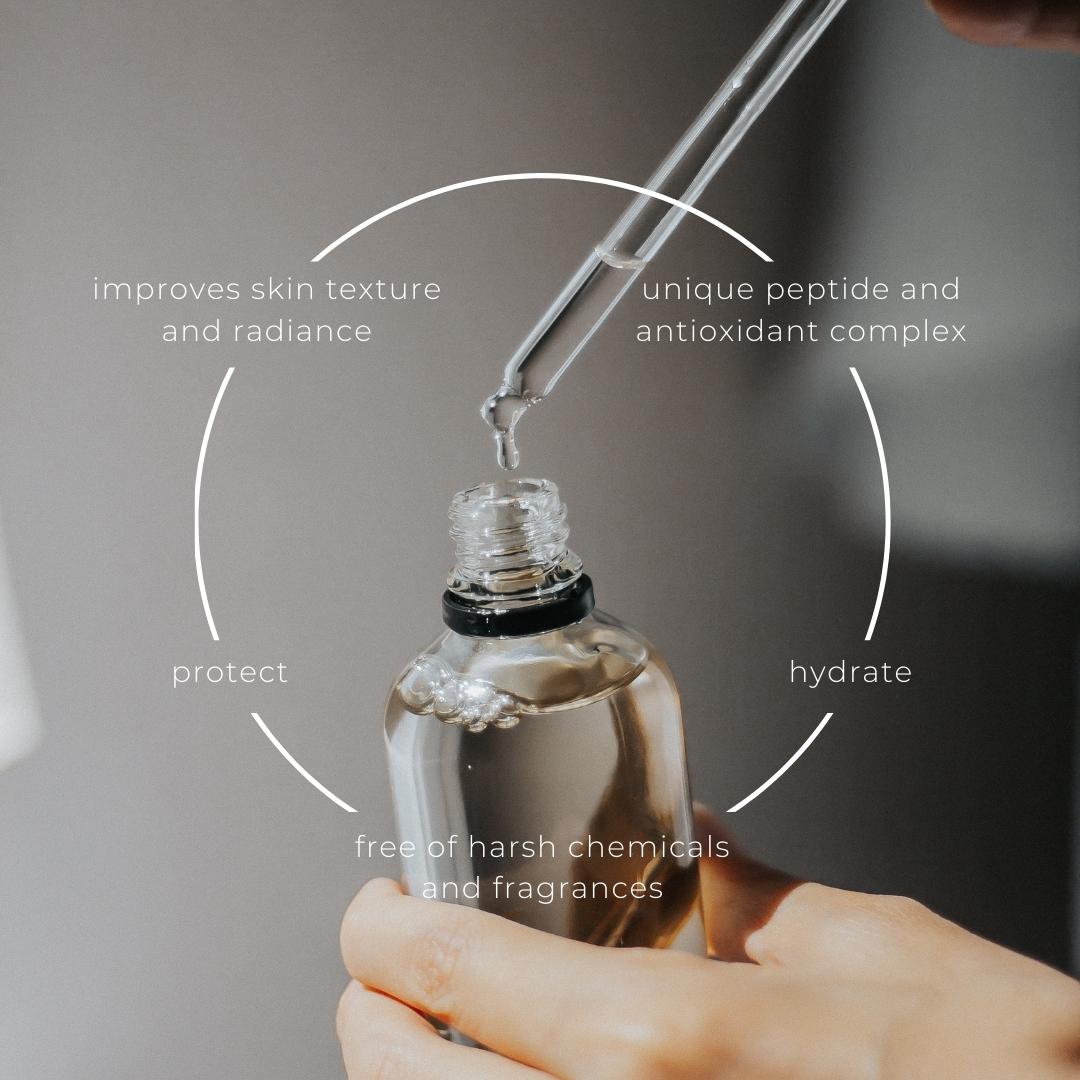 improves skin texture
and radiance
unique peptide and
antioxidant complex
protect
hydrate
free of harsh chemicals
and fragrances